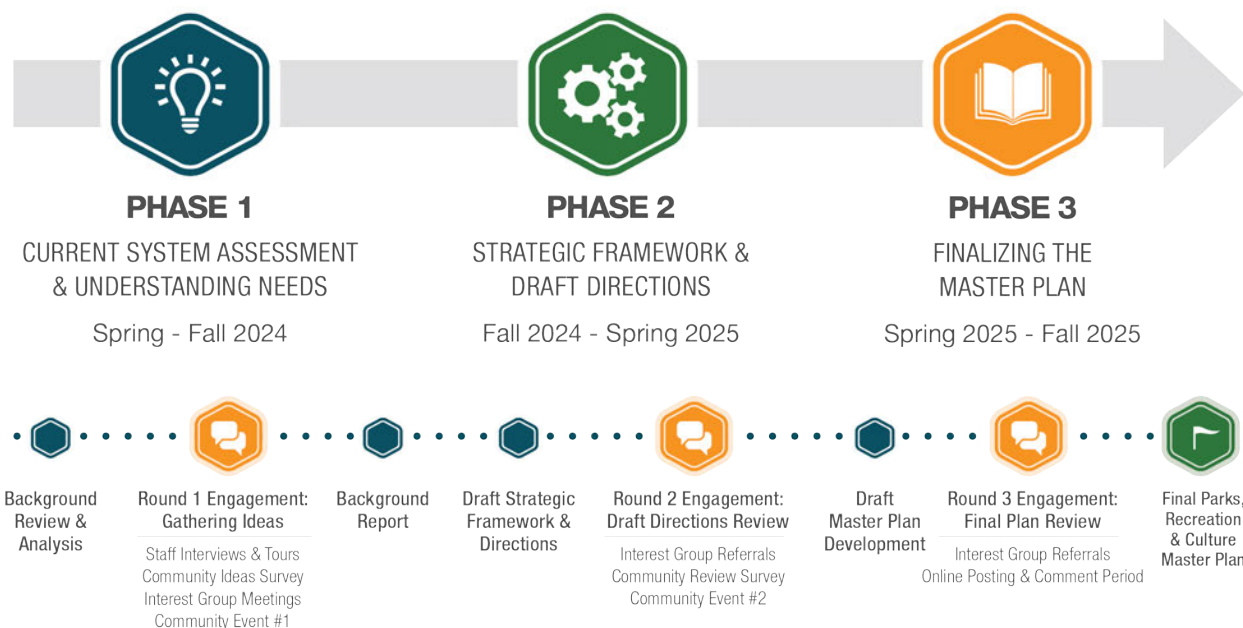 PHASE 1
CURRENT SYSTEM ASSESSMENT
& UNDERSTANDING NEEDS
Spring - Fall 2024
PHASE 2
STRATEGIC FRAMEWORK &
DRAFT DIRECTIONS
Fall 2024 - Spring 2025
PHASE 3
FINALIZING THE
MASTER PLAN
Spring 2025 - Fall 2025
Background
Review &
Analysis
Round 1 Engagement:
Gathering Ideas
Staff Interviews & Tours
Community Ideas Survey
Interest Group Meetings
Community Event #1
Background
Report
Draft Strategic
Framework &
Directions
Round 2 Engagement:
Draft Directions Review
Interest Group Referrals
Community Review Survey
Community Event #2
Draft
Master Plan
Development
Round 3 Engagement:
Final Plan Review
Interest Group Referrals
Online Posting & Comment Period
Final Parks,
Recreation
& Culture
Master Plan